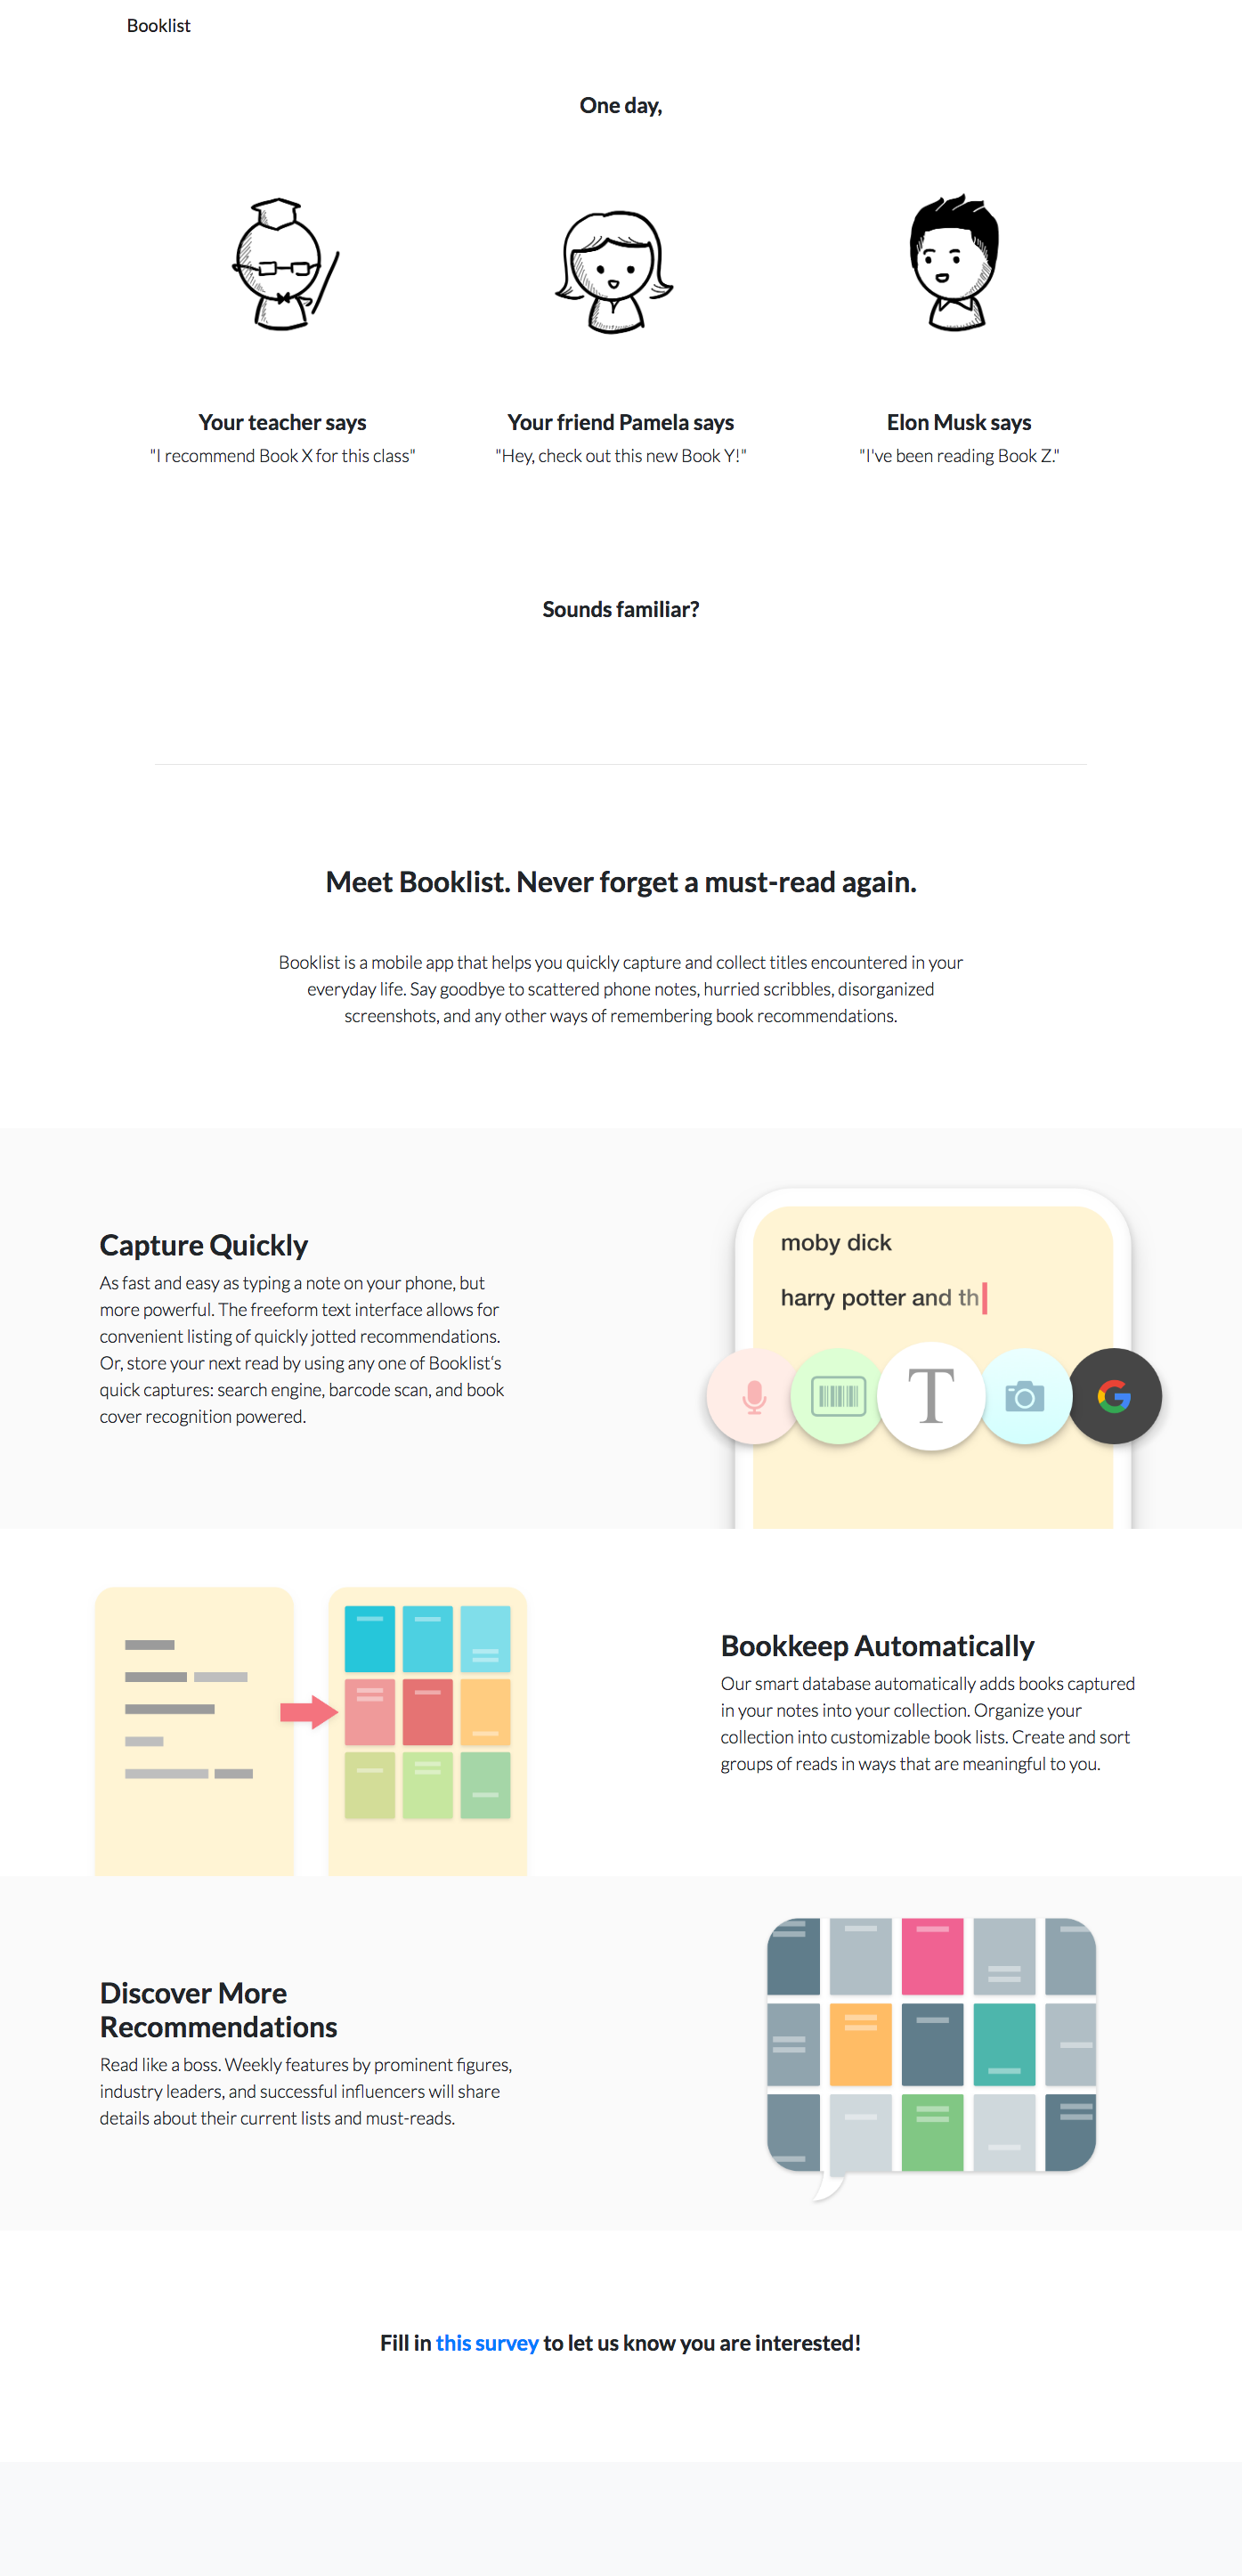 Booklist
One day,
Your teacher says
"I recommend Book X for this class"
Your friend Pamela says
"Hey, check out this new Book Y!"
Elon Musk says
"I've been reading Book Z."
Sounds familiar?
Meet Booklist. Never forget a must-read again.
Booklist is a mobile app that helps you quickly capture and collect titles encountered in your
everyday life. Say goodbye to scattered phone notes, hurried scribbles, disorganized
screenshots, and any other ways of remembering book recommendations.
Capture Quickly
As fast and easy as typing a note on your phone, but
more powerful. The freeform text interface allows for
convenient listing of quickly jotted recommendations.
Or, store your next read by using any one of Booklist's
quick captures: search engine, barcode scan, and book
cover recognition powered.
moby dick
harry potter and th
T
G
Bookkeep Automatically
Our smart database automatically adds books captured
in your notes into your collection. Organize your
collection into customizable book lists. Create and sort
groups of reads in ways that are meaningful to you.
Discover More
Recommendations
Read like a boss. Weekly features by prominent figures,
industry leaders, and successful influencers will share
details about their current lists and must-reads.
Fill in this survey to let us know you are interested!